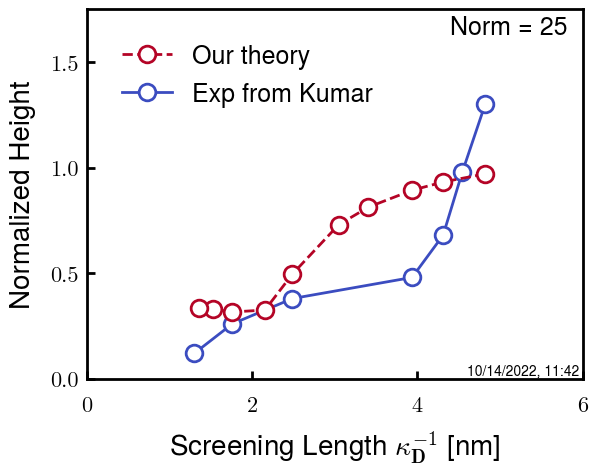 Norm = 25
Our theory
Exp from Kumar
Normalized Height
1.5
1.0
0.5
0.0
10/14/2022, 11:42
0 2 4 6
Screening Length κ_D^{-1} [nm]